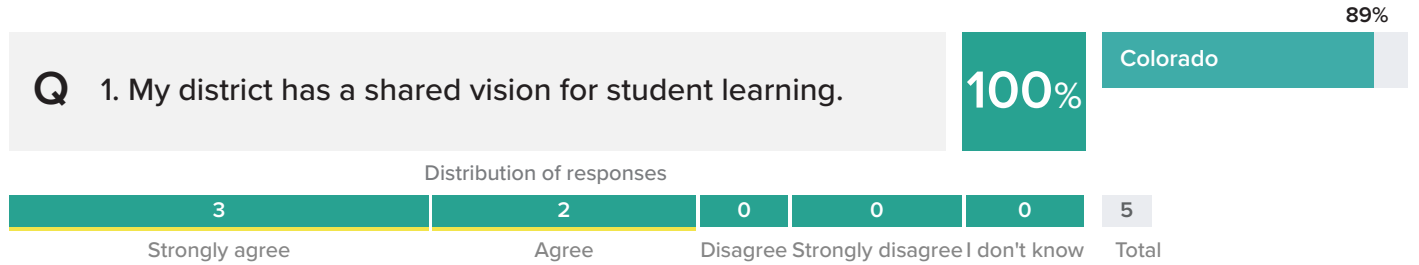 89%
Q 1. My district has a shared vision for student learning.
100%
Colorado
Distribution of responses
3 2 0 0 0 5
Strongly agree Agree Disagree Strongly disagree I don't know Total